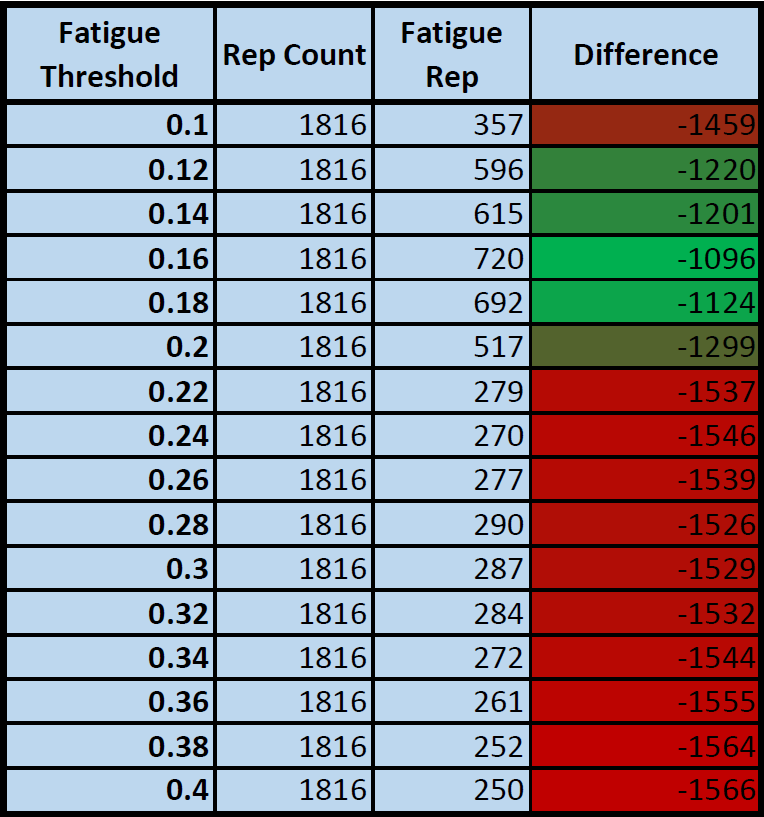 Fatigue Threshold Rep Count Fatigue Rep Difference
0.1 1816 357 -1459
0.12 1816 596 -1220
0.14 1816 615 -1201
0.16 1816 720 -1096
0.18 1816 692 -1124
0.2 1816 517 -1299
0.22 1816 279 -1537
0.24 1816 270 -1546
0.26 1816 277 -1539
0.28 1816 290 -1526
0.3 1816 287 -1529
0.32 1816 284 -1532
0.34 1816 272 -1544
0.36 1816 261 -1555
0.38 1816 252 -1564
0.4 1816 250 -1566